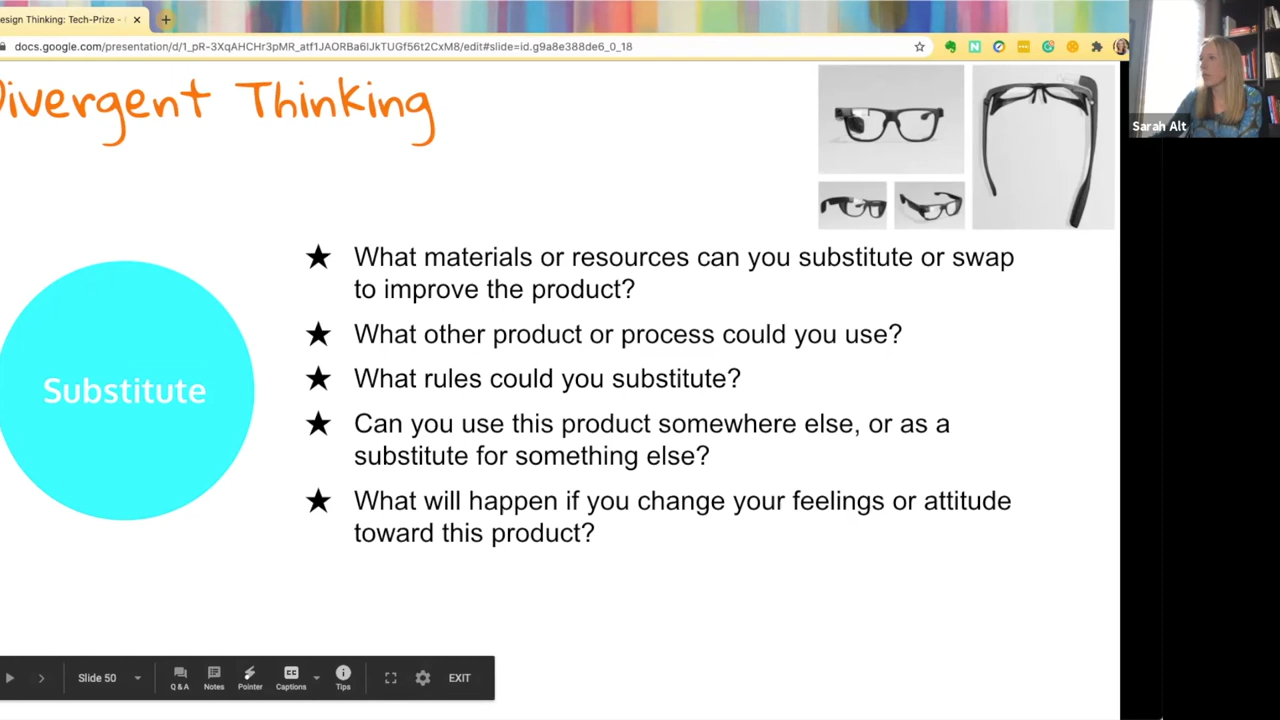 esign Thinking: Tech-Prize -
docs.google.com/presentation/d/1_pR-3XqAHCHr3pMR_atf1JAORBa6lJkTUGf56t2CxM8/edit#slide=id.g9a8e388de6_0_18
Divergent Thinking
Sarah Alt
Substitute
★ What materials or resources can you substitute or swap
to improve the product?
★ What other product or process could you use?
★ What rules could you substitute?
★ Can you use this product somewhere else, or as a
substitute for something else?
★ What will happen if you change your feelings or attitude
toward this product?
Slide 50
Q & A
Notes
Pointer
CC
Captions
Tips
EXIT